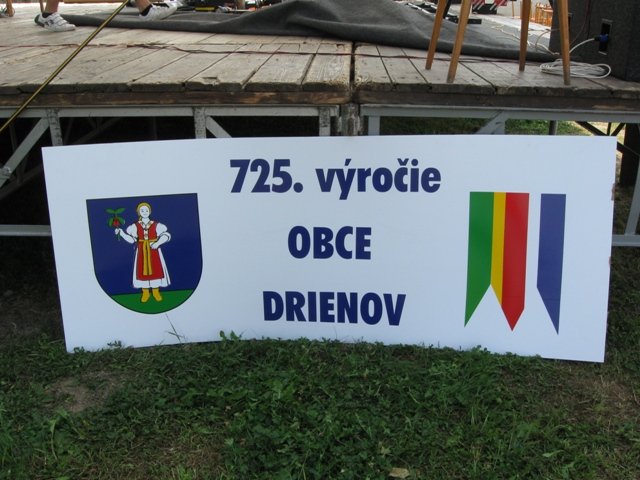 725. výročie
OBCE
DRIENOV